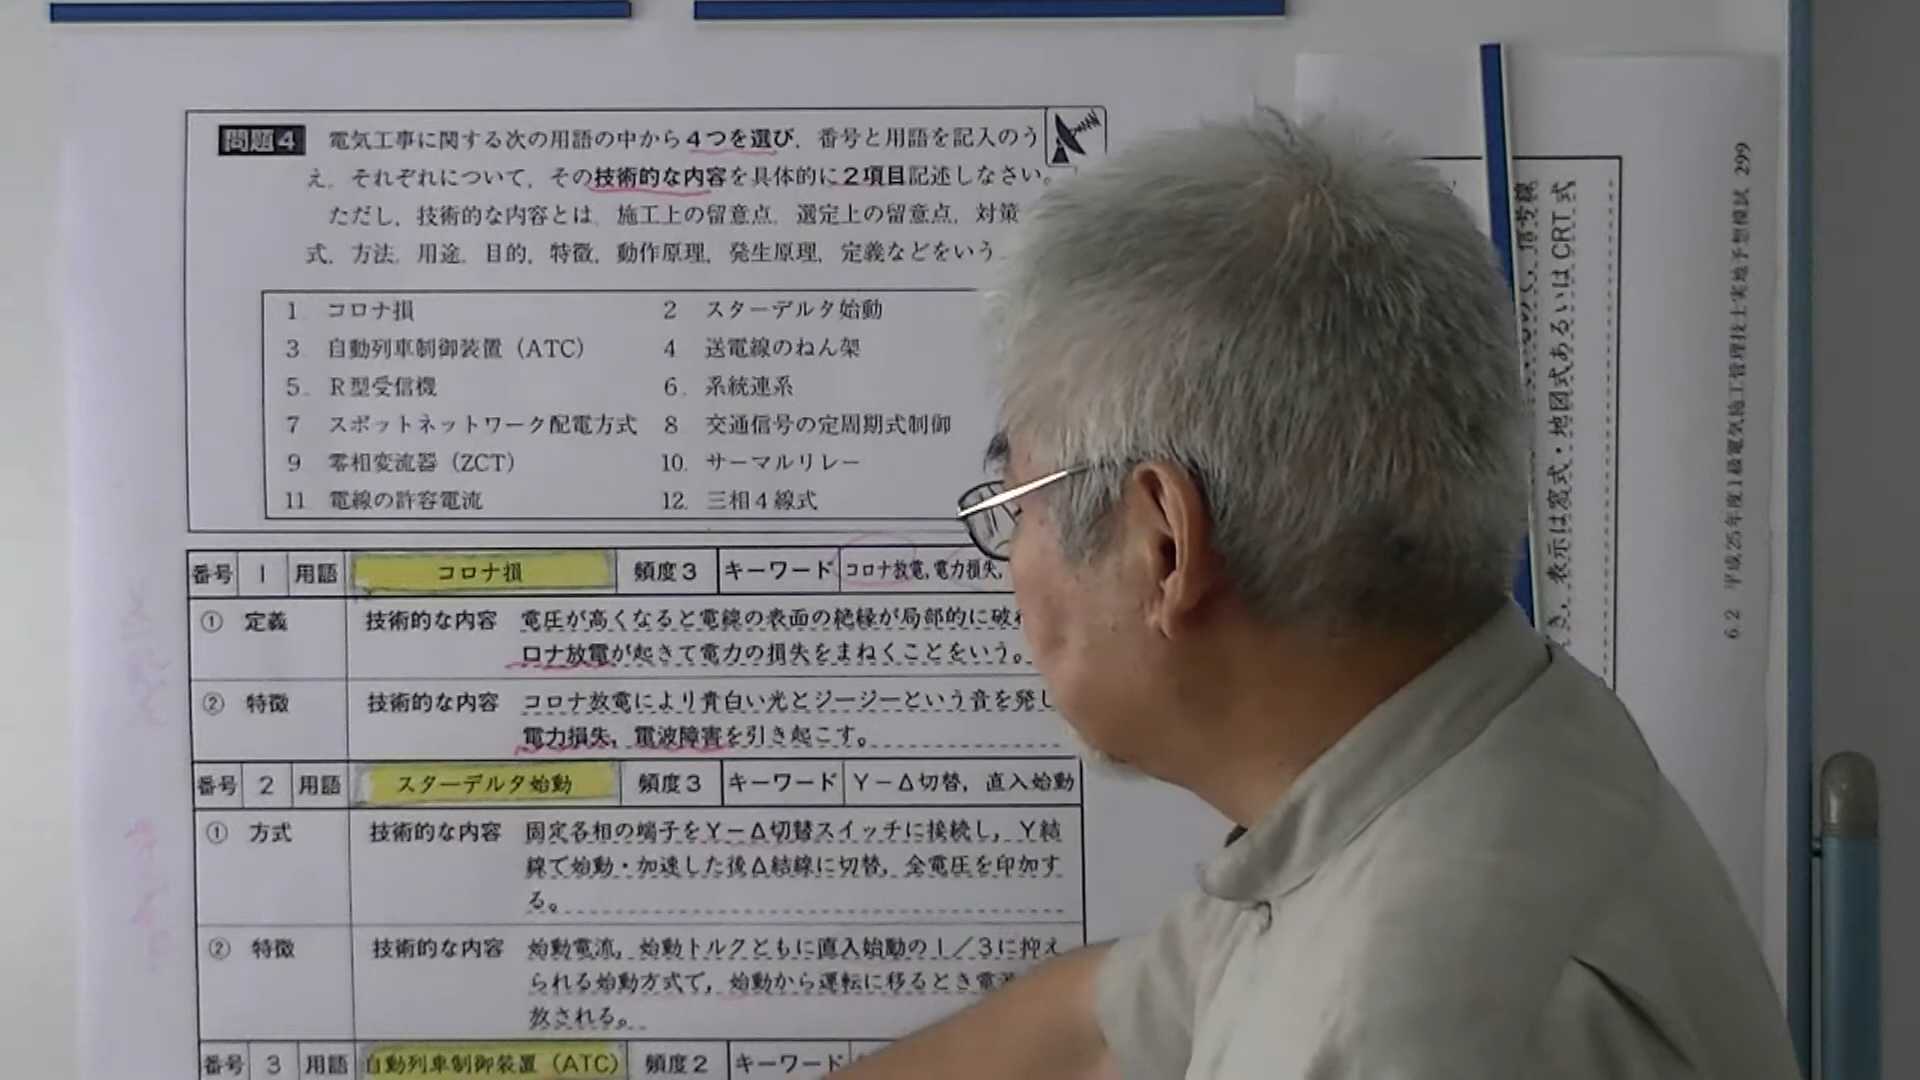 問題4 電気工事に関する次の用語の中から4つを選び，番号と用語を記入のう
え，それぞれについて，その技術的な内容を具体的に2項目記述しなさい。
ただし，技術的な内容とは，施工上の留意点，選定上の留意点，対策
式，方法，用途，目的，特徴，動作原理，発生原理，定義などをいう
1. コロナ損 2. スターデルタ始動
3. 自動列車制御装置（ATC） 4. 送電線のねん架
5. R型受信機 6. 系統連系
7. スポットネットワーク配電方式 8. 交通信号の定周期式制御
9. 零相変流器（ZCT） 10. サーマルリレー
11. 電線の許容電流 12. 三相4線式
番号 1 用語 コロナ損 頻度3 キーワード コロナ放電，電力損失，
① 定義 技術的な内容 電圧が高くなると電線の表面の絶縁が局部的に破
ロナ放電が起きて電力の損失をまねくことをいう。
② 特徴 技術的な内容 コロナ放電により青白い光とジージーという音を発し
電力損失，電波障害を引き起こす。
番号 2 用語 スターデルタ始動 頻度3 キーワード Y－Δ切替，直入始動
① 方式 技術的な内容 固定各相の端子をY－Δ切替スイッチに接続し，Y結
線で始動・加速した後Δ結線に切替，全電圧を印加す
る。
② 特徴 技術的な内容 始動電流，始動トルクともに直入始動の1／3に抑え
られる始動方式で，始動から運転に移るとき電
放される。
番号 3 用語 自動列車制御装置（ATC） 頻度2 キーワード
表示は窓式・地図式あるいはCRT式
62 平成25年度1級電気施工管理技士実地予想模試 299